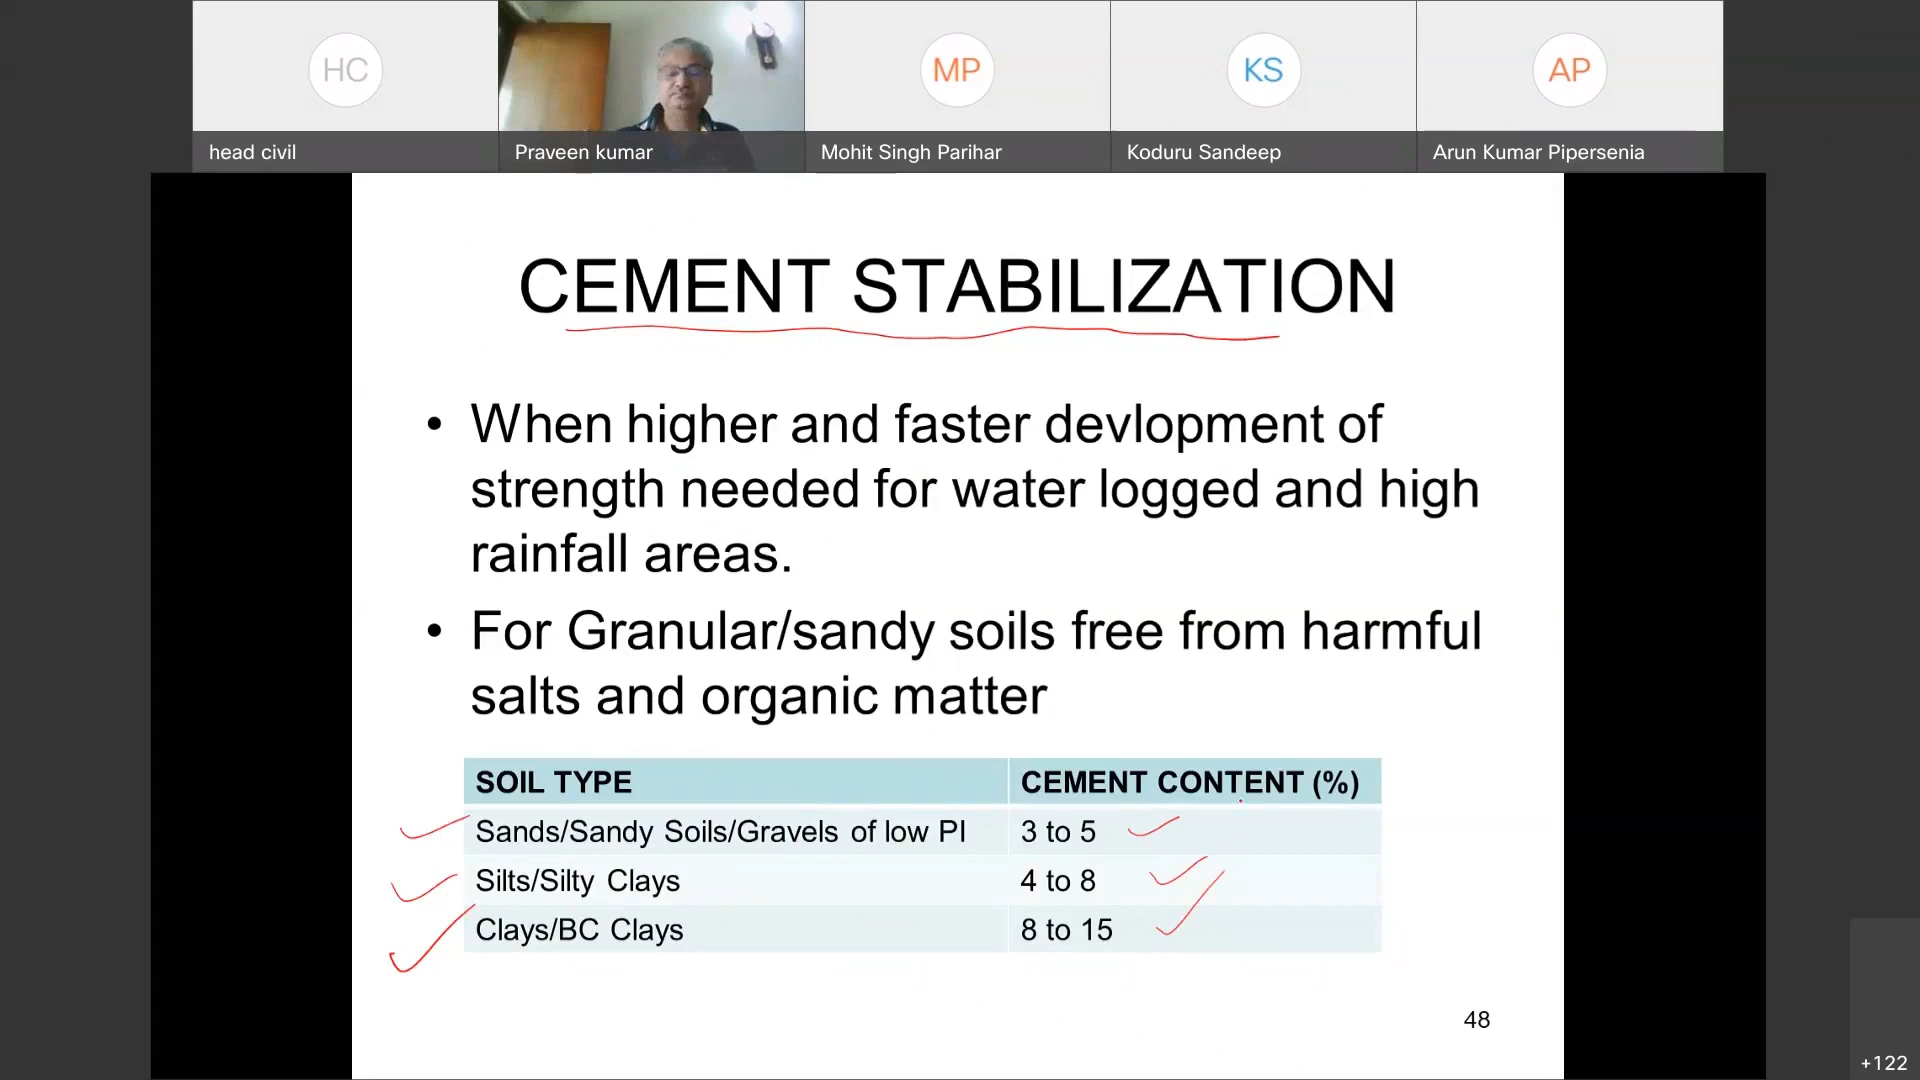 HC
MP
KS
AP
head civil
Praveen kumar
Mohit Singh Parihar
Koduru Sandeep
Arun Kumar Pipersenia
CEMENT STABILIZATION
• When higher and faster devlopment of
strength needed for water logged and high
rainfall areas.
• For Granular/sandy soils free from harmful
salts and organic matter
SOIL TYPE CEMENT CONTENT (%)
Sands/Sandy Soils/Gravels of low PI 3 to 5
Silts/Silty Clays 4 to 8
Clays/BC Clays 8 to 15
48
+122